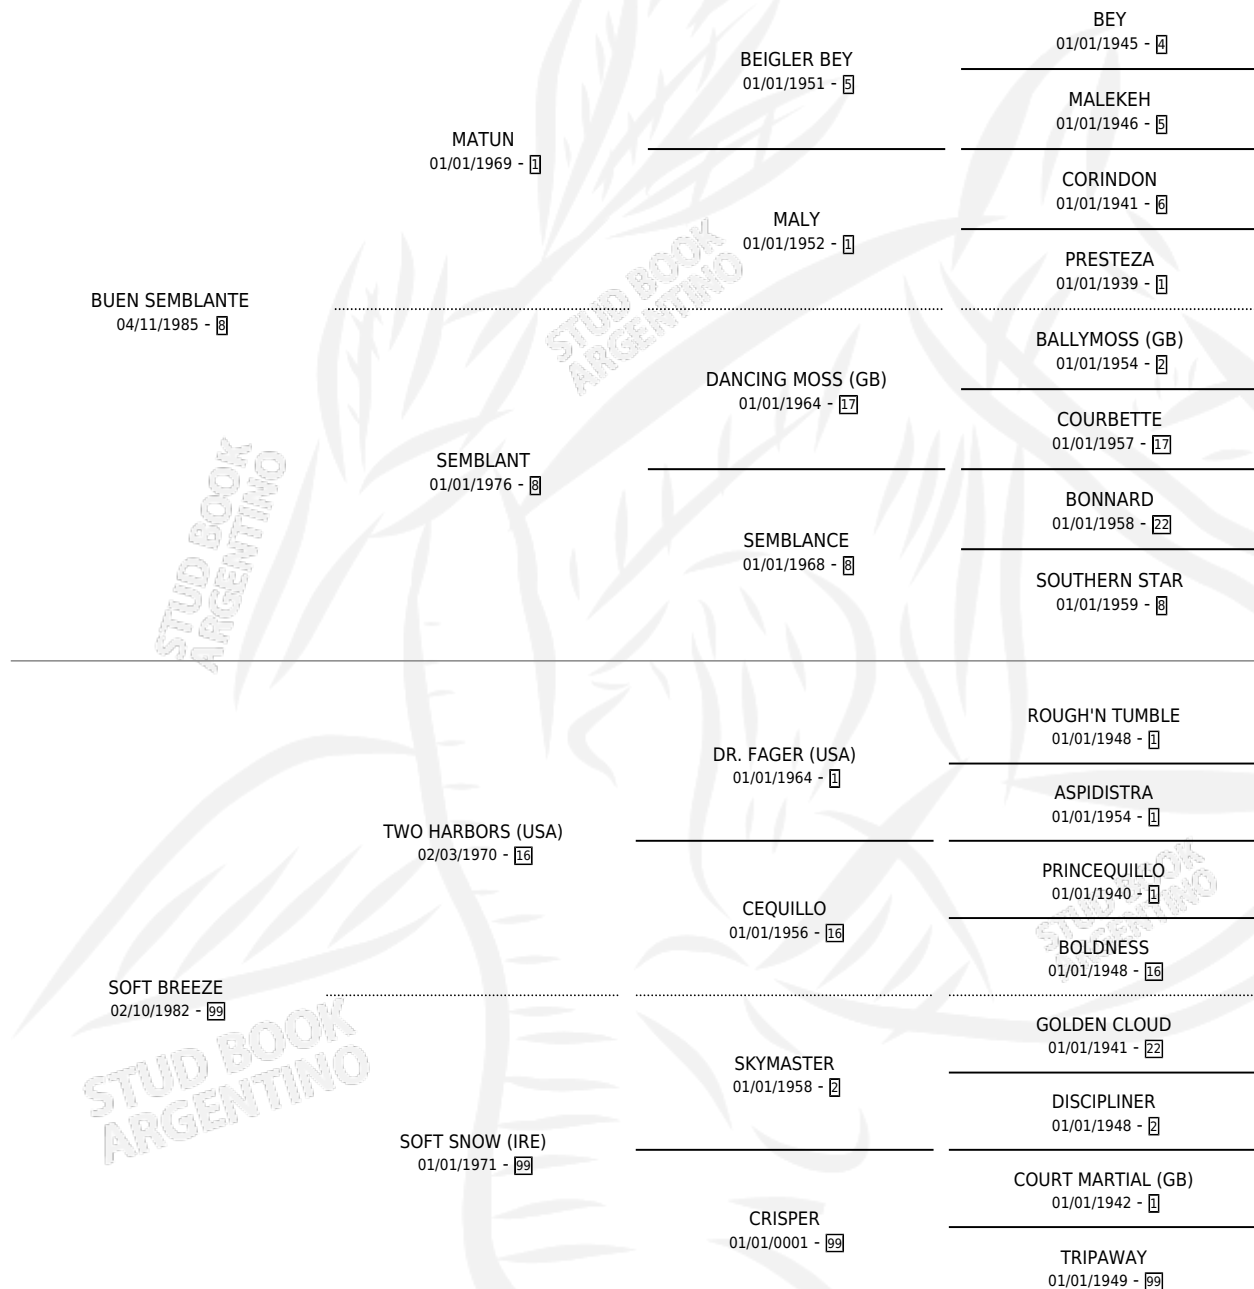 BEY
01/01/1945 - 4
BEIGLER BEY
01/01/1951 - 5
MALEKEH
01/01/1946 - 5
MATUN
01/01/1969 - 1
CORINDON
01/01/1941 - 6
MALY
01/01/1952 - 1
PRESTEZA
01/01/1939 - 1
BUEN SEMBLANTE
04/11/1985 - 8
BALLYMOSS (GB)
01/01/1954 - 2
DANCING MOSS (GB)
01/01/1964 - 17
COURBETTE
01/01/1957 - 17
SEMBLANT
01/01/1976 - 8
BONNARD
01/01/1958 - 22
SEMBLANCE
01/01/1968 - 8
SOUTHERN STAR
01/01/1959 - 8
ROUGH'N TUMBLE
01/01/1948 - 1
DR. FAGER (USA)
01/01/1964 - 1
ASPIDISTRA
01/01/1954 - 1
TWO HARBORS (USA)
02/03/1970 - 16
PRINCEQUILLO
01/01/1940 - 1
CEQUILLO
01/01/1956 - 16
BOLDNESS
01/01/1948 - 16
SOFT BREEZE
02/10/1982 - 99
GOLDEN CLOUD
01/01/1941 - 22
SKYMASTER
01/01/1958 - 2
DISCIPLINER
01/01/1948 - 2
SOFT SNOW (IRE)
01/01/1971 - 99
COURT MARTIAL (GB)
01/01/1942 - 1
CRISPER
01/01/0001 - 99
TRIPAWAY
01/01/1949 - 99
STUD BOOK
ARGENTINO
STUD BOOK
ARGENTINO
STUD BOOK
ARGENTINO
STUD BOOK
ARGENTINO